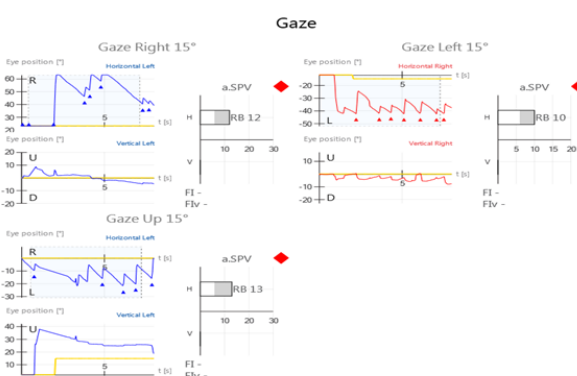 Gaze
Gaze Right 15°
Eye position [°]
Horizontal Left
60
50
40
30
20
R
5
t [s]
a.SPV
H
RB 12
V
10 20 30
FI -
FIv -
Eye position [°]
Vertical Left
20
10
-10
-20
U
D
5
t [s]
Gaze Left 15°
Eye position [°]
Horizontal Right
-20
-30
-40
-50
L
5
t [s]
a.SPV
H
RB 10
V
5 10 15 20
FI -
FIv -
Eye position [°]
Vertical Right
10
-10
-20
U
D
5
t [s]
Gaze Up 15°
Eye position [°]
Horizontal Left
R
-10
-20
-30
L
5
t [s]
a.SPV
H
RB 13
V
10 20 30
FI -
Eye position [°]
Vertical Left
40
30
20
10
U
5
t [s]